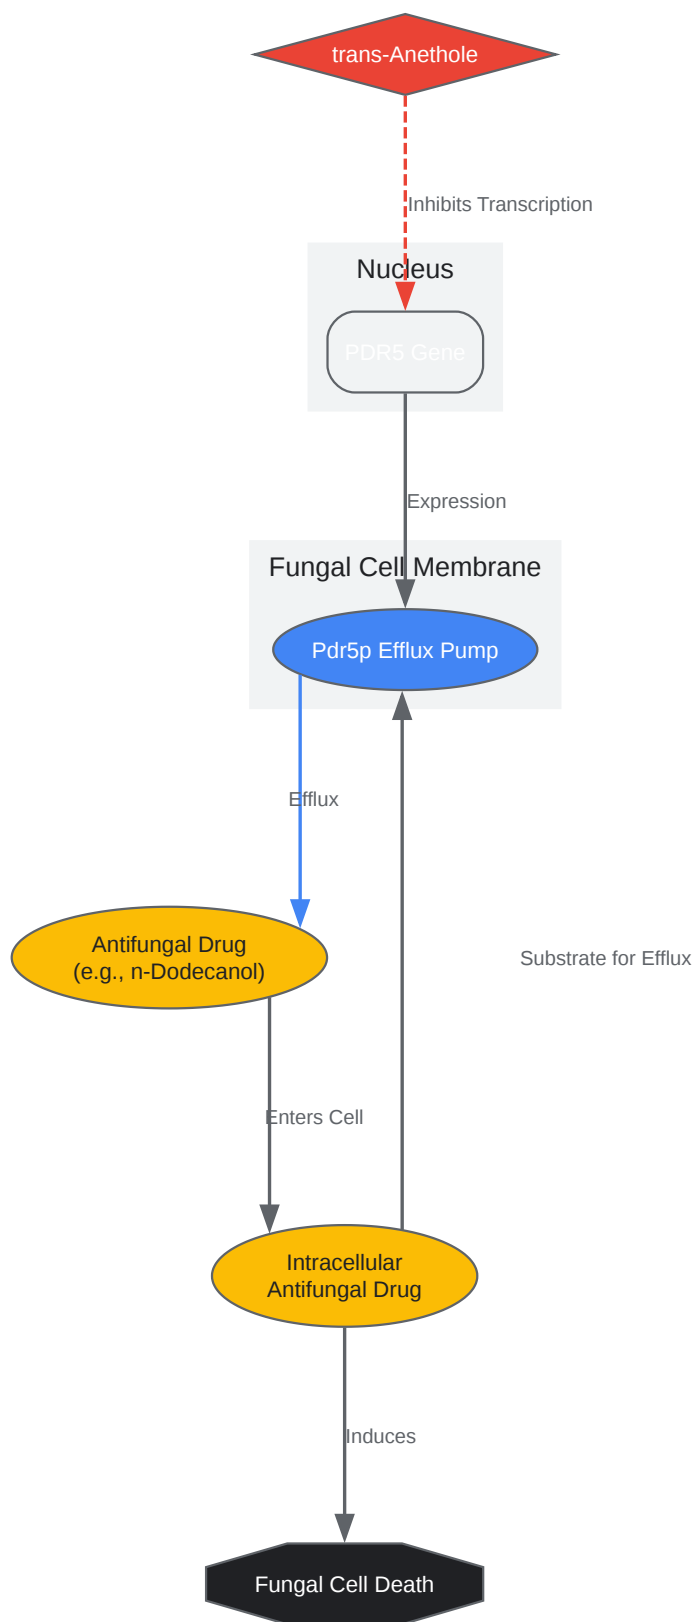 trans-Anethole
Inhibits Transcription
Nucleus
PDR5 Gene
Expression
Fungal Cell Membrane
Pdr5p Efflux Pump
Efflux
Antifungal Drug
(e.g., n-Dodecanol)
Substrate for Efflux
Enters Cell
Intracellular
Antifungal Drug
Induces
Fungal Cell Death